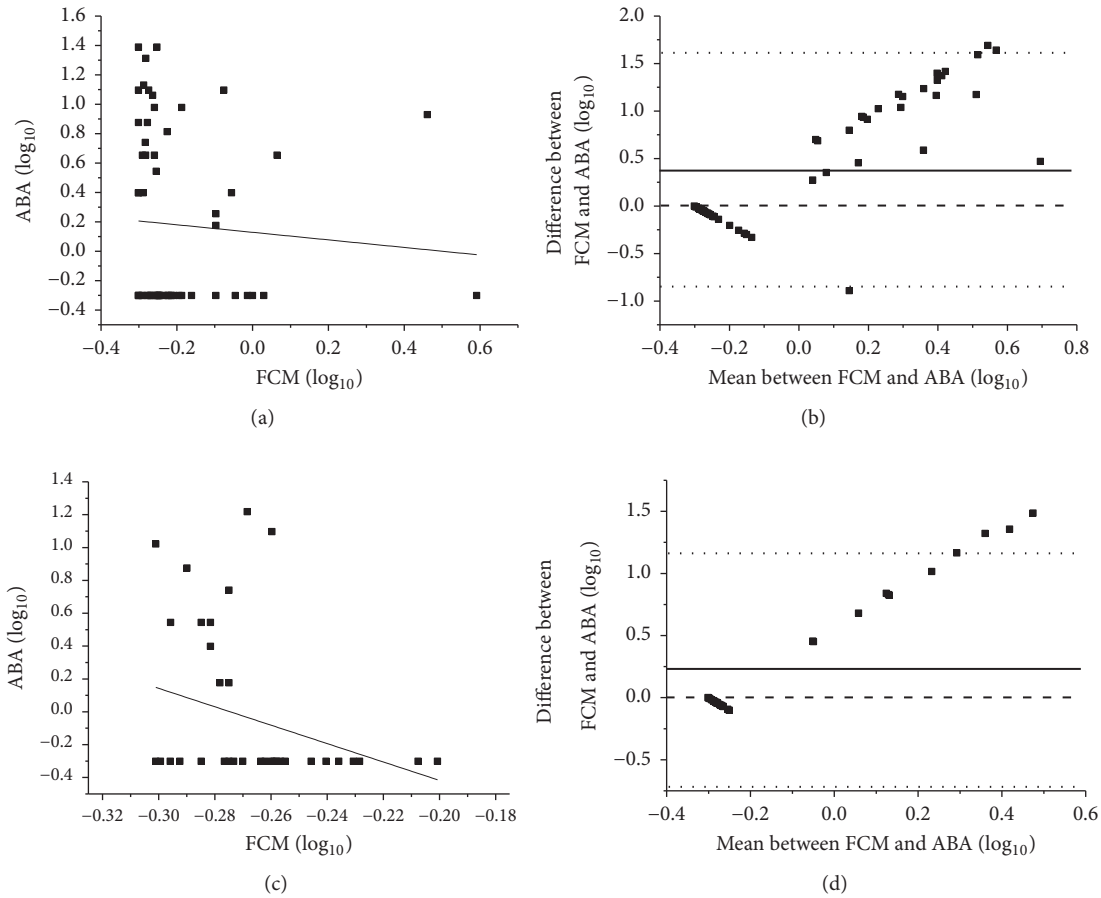 1.6
1.4
1.2
1.0
0.8
0.6
0.4
0.2
0.0
−0.2
−0.4
ABA (log₁₀)
−0.4 −0.2 0.0 0.2 0.4 0.6
FCM (log₁₀)
(a)
2.0
1.5
1.0
0.5
0.0
−0.5
−1.0
Difference between
FCM and ABA (log₁₀)
−0.4 −0.2 0.0 0.2 0.4 0.6 0.8
Mean between FCM and ABA (log₁₀)
(b)
1.4
1.2
1.0
0.8
0.6
0.4
0.2
0.0
−0.2
−0.4
ABA (log₁₀)
−0.32 −0.30 −0.28 −0.26 −0.24 −0.22 −0.20 −0.18
FCM (log₁₀)
(c)
1.5
1.0
0.5
0.0
−0.5
Difference between
FCM and ABA (log₁₀)
−0.4 −0.2 0.0 0.2 0.4 0.6
Mean between FCM and ABA (log₁₀)
(d)